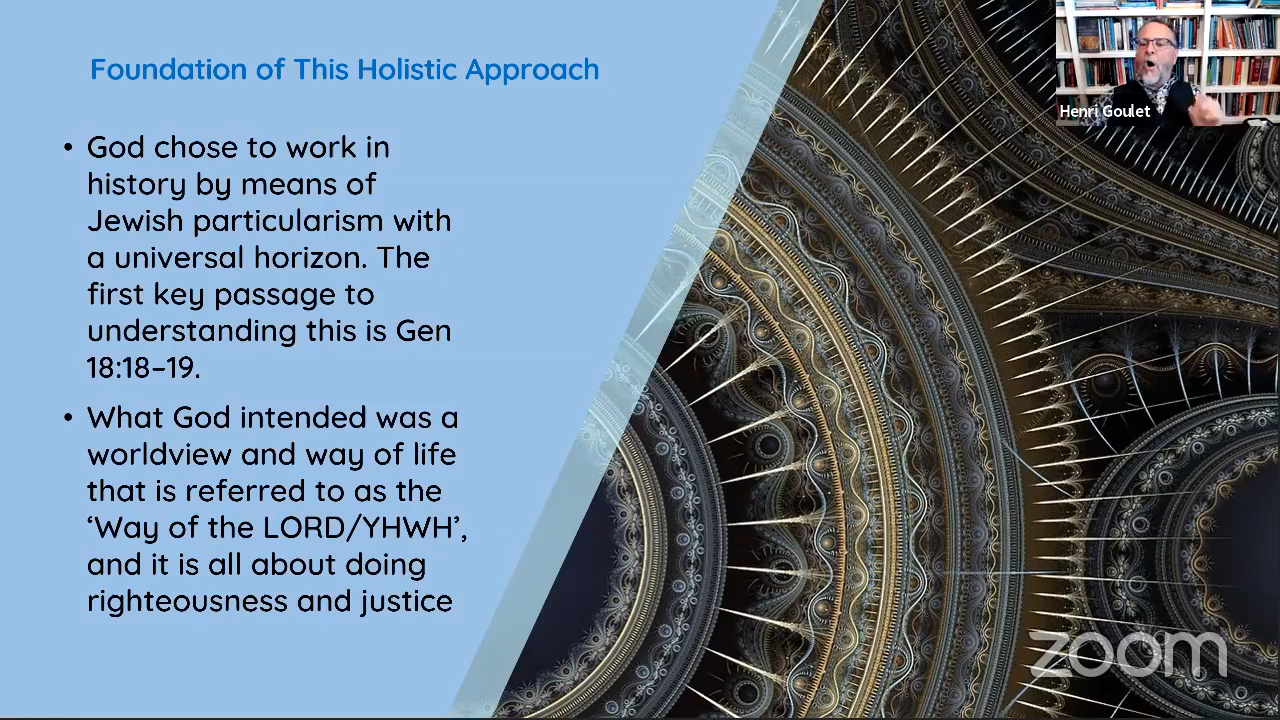 Foundation of This Holistic Approach
• God chose to work in
history by means of
Jewish particularism with
a universal horizon. The
first key passage to
understanding this is Gen
18:18–19.
• What God intended was a
worldview and way of life
that is referred to as the
‘Way of the LORD/YHWH’,
and it is all about doing
righteousness and justice
Henri Goulet
zoom